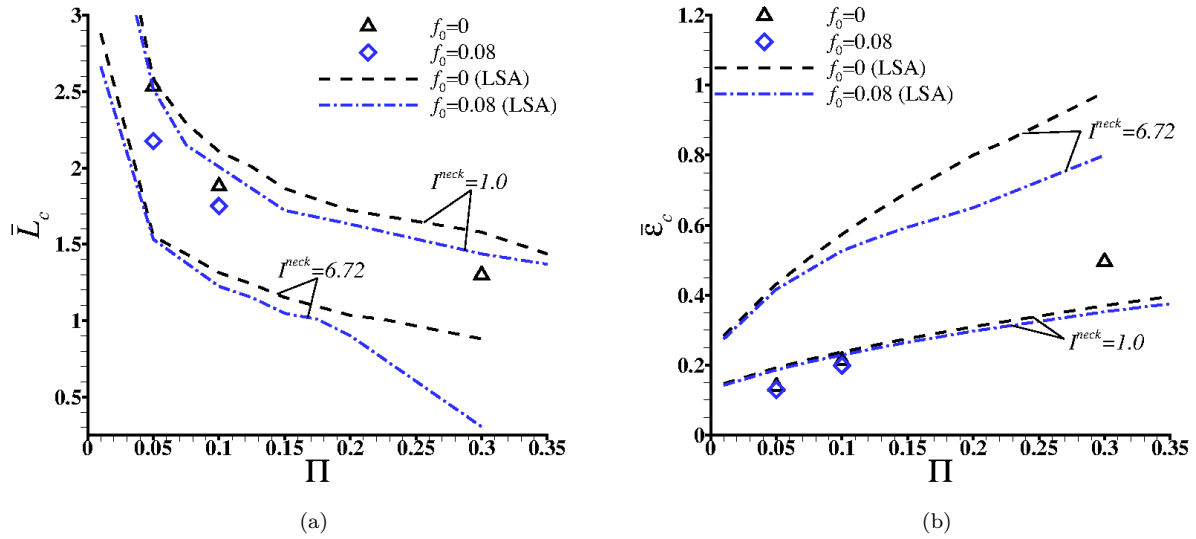 3
2.5
2
1.5
1
0.5
L̄c
f0=0
f0=0.08
f0=0 (LSA)
f0=0.08 (LSA)
I^neck=1.0
I^neck=6.72
0 0.05 0.1 0.15 0.2 0.25 0.3 0.35
Π
(a)
1.2
1
0.8
0.6
0.4
0.2
0
ε̄c
f0=0
f0=0.08
f0=0 (LSA)
f0=0.08 (LSA)
I^neck=6.72
I^neck=1.0
0 0.05 0.1 0.15 0.2 0.25 0.3 0.35
Π
(b)